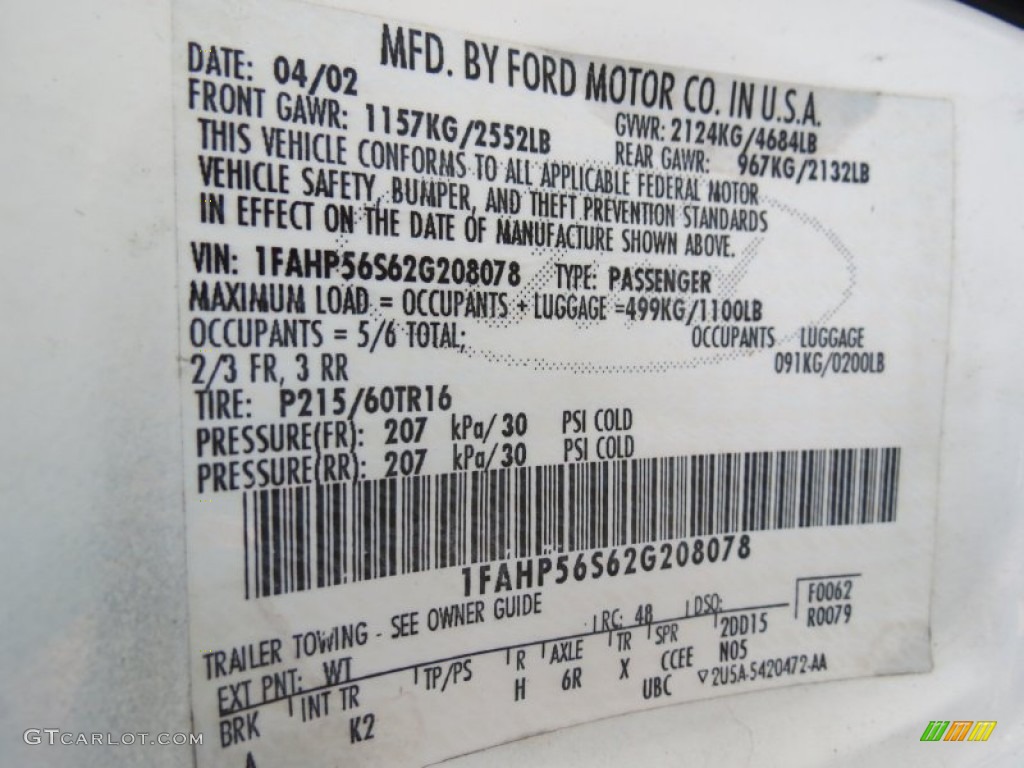 MFD. BY FORD MOTOR CO. IN U.S.A.
DATE: 04/02 GVWR: 2124KG/4684LB
FRONT GAWR: 1157KG/2552LB REAR GAWR: 967KG/2132LB
THIS VEHICLE CONFORMS TO ALL APPLICABLE FEDERAL MOTOR
VEHICLE SAFETY, BUMPER, AND THEFT PREVENTION STANDARDS
IN EFFECT ON THE DATE OF MANUFACTURE SHOWN ABOVE.
VIN: 1FAHP56S62G208078 TYPE: PASSENGER
MAXIMUM LOAD = OCCUPANTS + LUGGAGE =499KG/1100LB
OCCUPANTS = 5/6 TOTAL; OCCUPANTS LUGGAGE
2/3 FR, 3 RR 091KG/0200LB
TIRE: P215/60TR16
PRESSURE(FR): 207 kPa/30 PSI COLD
PRESSURE(RR): 207 kPa/30 PSI COLD
1FAHP56S62G208078
TRAILER TOWING - SEE OWNER GUIDE
EXT PNT: WT RC: 48 DSO: F0062
BRK INT TR TP/PS R AXLE TR SPR 2DD15 R0079
K2 H 6R X CCEE N05
UBC ▽2U5A-5420472-AA
GTCARLOT.COM